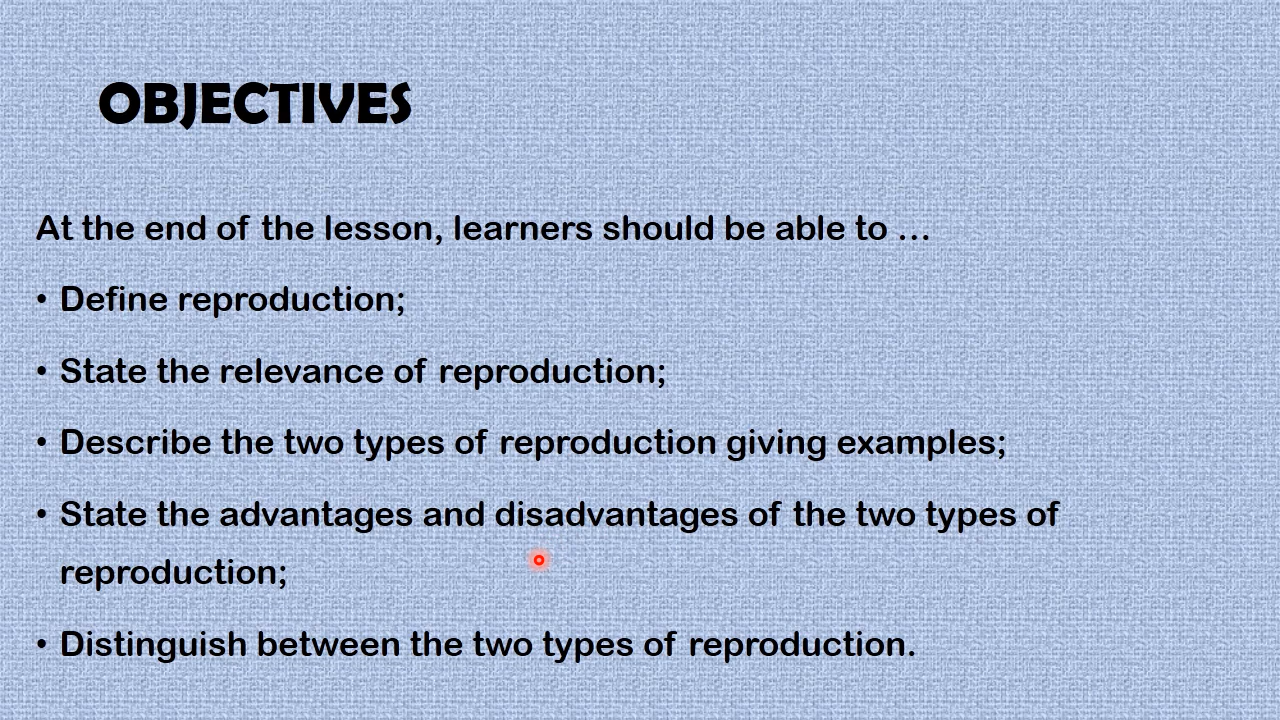 OBJECTIVES
At the end of the lesson, learners should be able to ...
• Define reproduction;
• State the relevance of reproduction;
• Describe the two types of reproduction giving examples;
• State the advantages and disadvantages of the two types of
reproduction;
• Distinguish between the two types of reproduction.